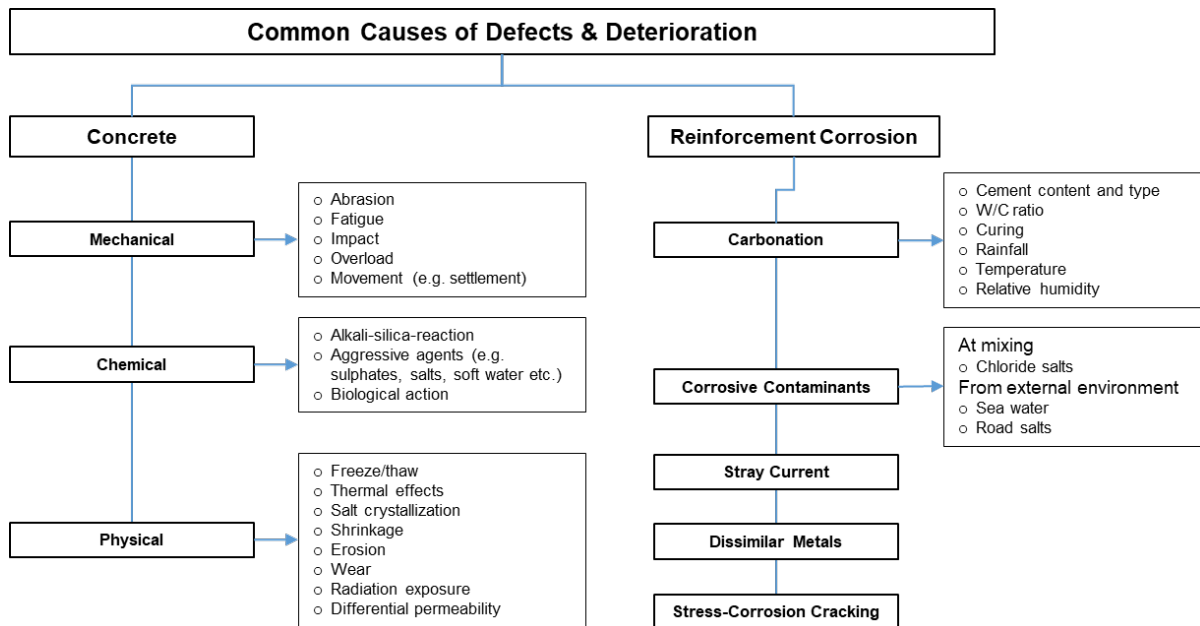 Common Causes of Defects & Deterioration
Concrete
Mechanical
○ Abrasion
○ Fatigue
○ Impact
○ Overload
○ Movement (e.g. settlement)
Chemical
○ Alkali-silica-reaction
○ Aggressive agents (e.g.
sulphates, salts, soft water etc.)
○ Biological action
Physical
○ Freeze/thaw
○ Thermal effects
○ Salt crystallization
○ Shrinkage
○ Erosion
○ Wear
○ Radiation exposure
○ Differential permeability
Reinforcement Corrosion
Carbonation
○ Cement content and type
○ W/C ratio
○ Curing
○ Rainfall
○ Temperature
○ Relative humidity
Corrosive Contaminants
At mixing
○ Chloride salts
From external environment
○ Sea water
○ Road salts
Stray Current
Dissimilar Metals
Stress-Corrosion Cracking